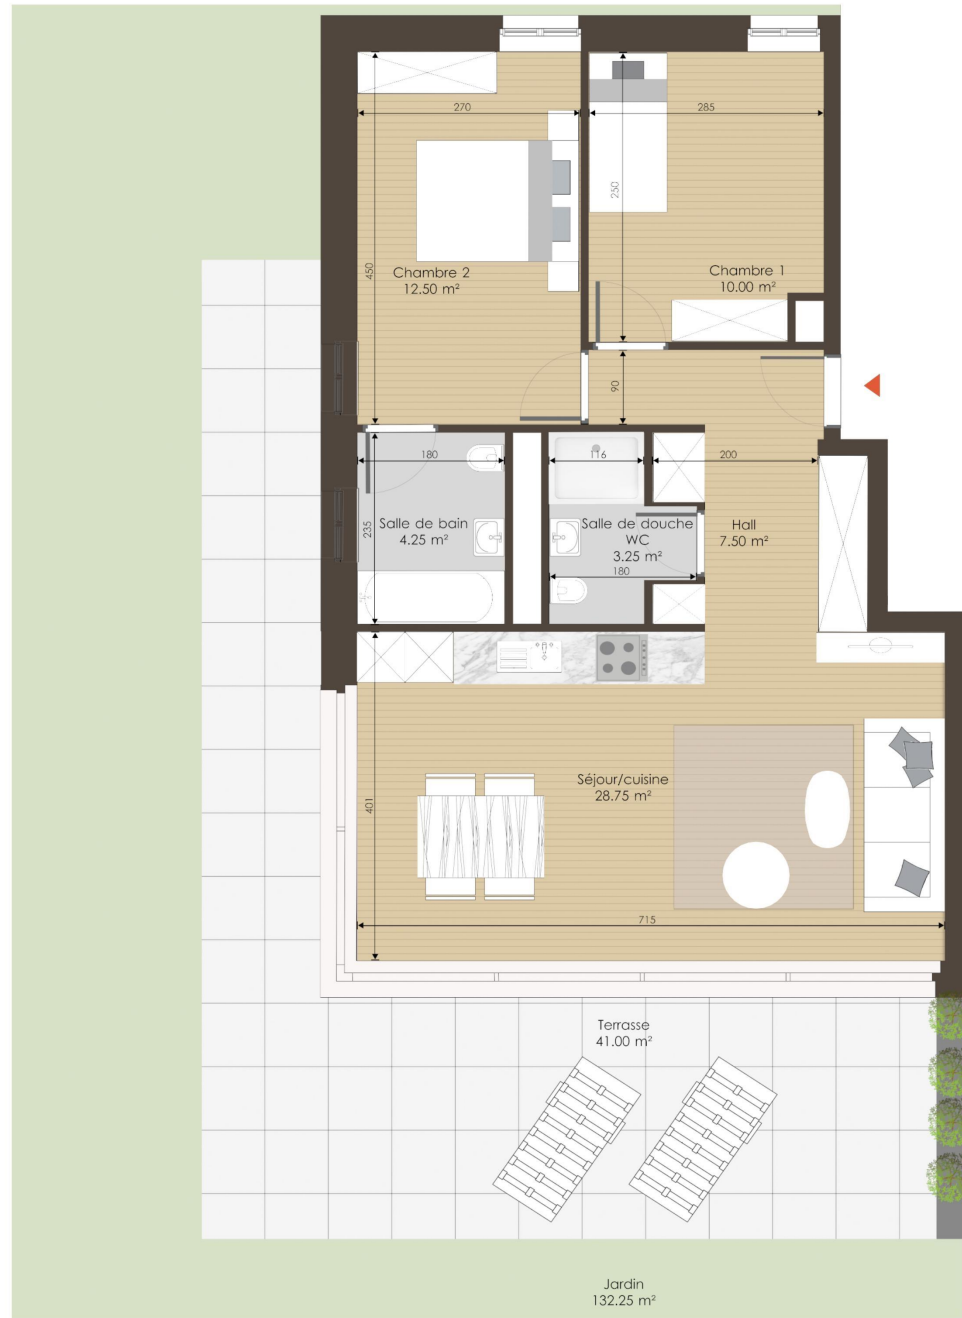 270
285
250
450
Chambre 2
12.50 m²
Chambre 1
10.00 m²
90
180
116
200
235
Salle de bain
4.25 m²
Salle de douche
WC
3.25 m²
180
Hall
7.50 m²
401
Séjour/cuisine
28.75 m²
715
Terrasse
41.00 m²
Jardin
132.25 m²